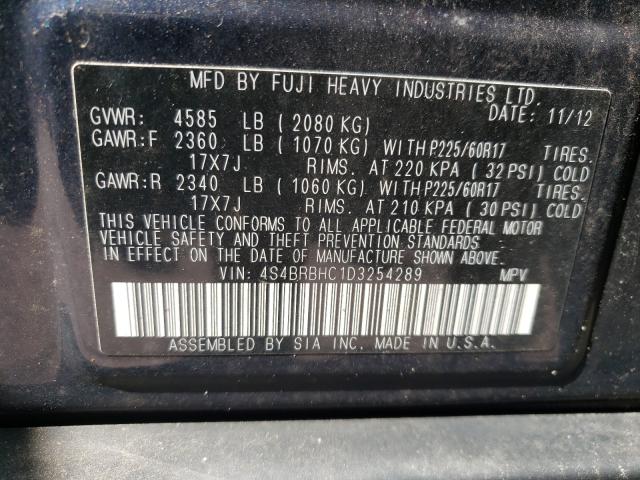 MFD BY FUJI HEAVY INDUSTRIES LTD.
DATE: 11/12
GVWR: 4585 LB ( 2080 KG)
GAWR:F 2360 LB ( 1070 KG) WITH P225/60R17 TIRES.
17X7J RIMS. AT 220 KPA ( 32 PSI) COLD
GAWR:R 2340 LB ( 1060 KG) WITH P225/60R17 TIRES.
17X7J RIMS. AT 210 KPA ( 30 PSI) COLD
THIS VEHICLE CONFORMS TO ALL APPLICABLE FEDERAL MOTOR
VEHICLE SAFETY AND THEFT PREVENTION STANDARDS
IN EFFECT ON THE DATE OF MANUFACTURE SHOWN ABOVE.
VIN: 4S4BRBHC1D3254289 MPV
ASSEMBLED BY SIA INC. MADE IN U.S.A.